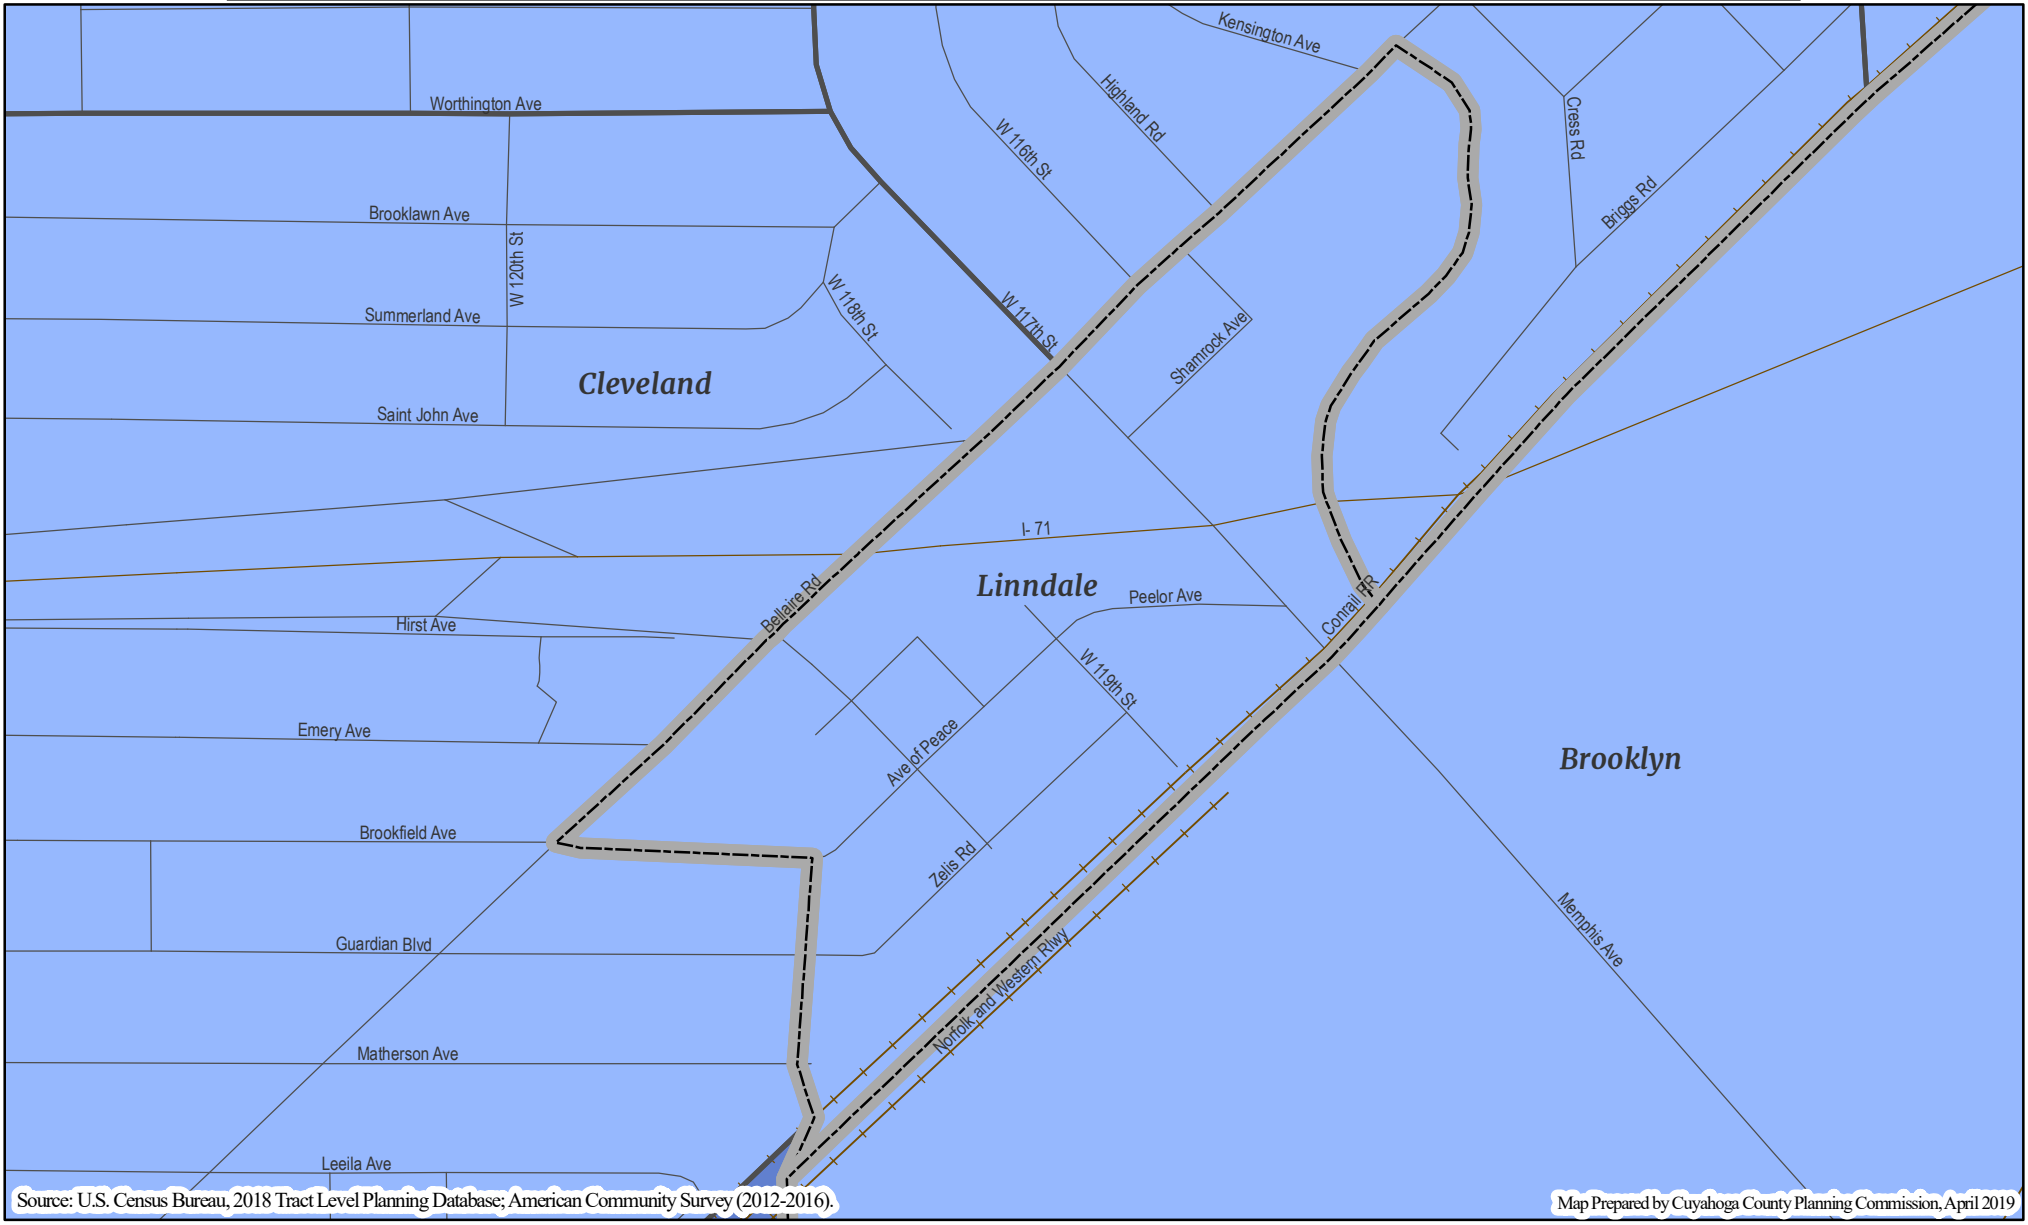 Kensington Ave
Worthington Ave
Highland Rd
Cress Rd
W 116th St
Brooklawn Ave
Briggs Rd
W 120th St
W 118th St
W 117th St
Summerland Ave
Shamrock Ave
Cleveland
Saint John Ave
I- 71
Linndale
Bellaire Rd
Peelor Ave
Conrail RR
Hirst Ave
W 119th St
Emery Ave
Ave of Peace
Brooklyn
Brookfield Ave
Zelis Rd
Memphis Ave
Guardian Blvd
Norfolk and Western Rlwy
Matherson Ave
Leeila Ave
Source: U.S. Census Bureau, 2018 Tract Level Planning Database; American Community Survey (2012-2016).
Map Prepared by Cuyahoga County Planning Commission, April 2019